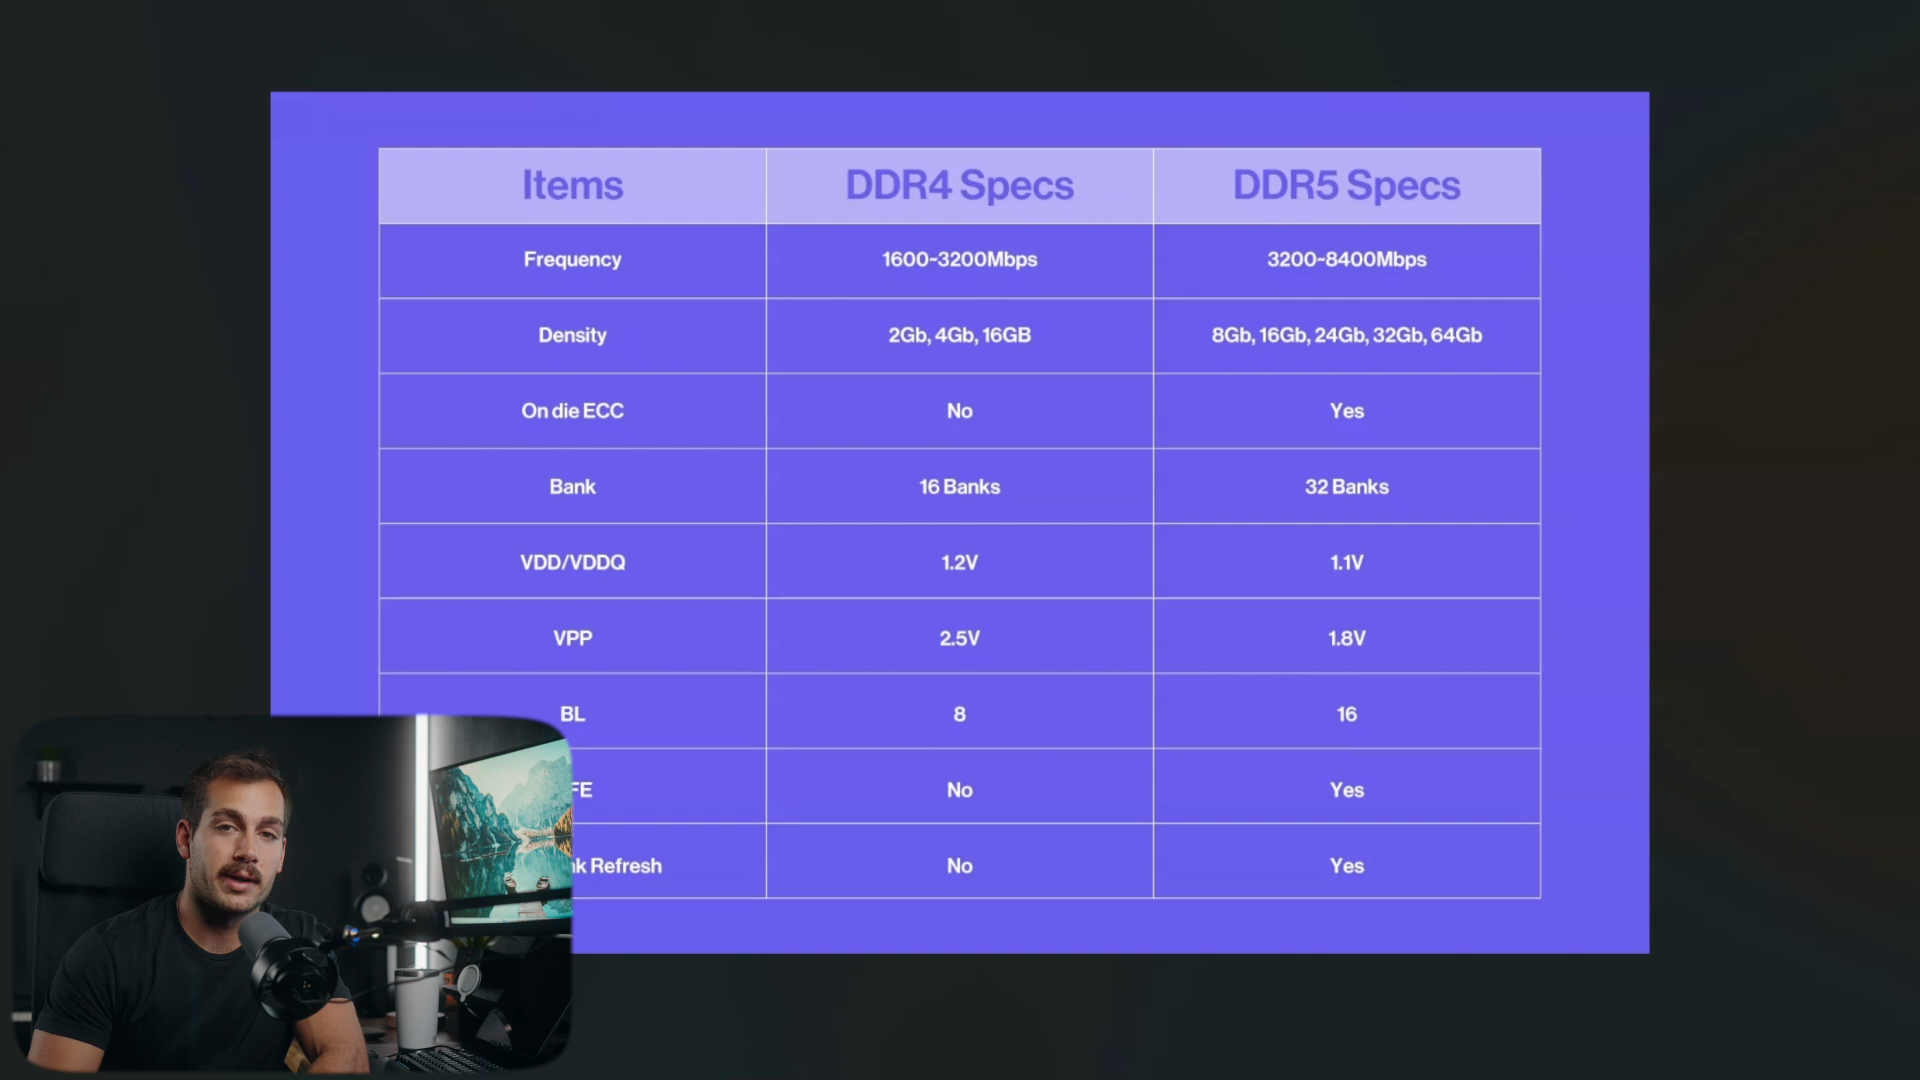 Items DDR4 Specs DDR5 Specs
Frequency 1600~3200Mbps 3200~8400Mbps
Density 2Gb, 4Gb, 16GB 8Gb, 16Gb, 24Gb, 32Gb, 64Gb
On die ECC No Yes
Bank 16 Banks 32 Banks
VDD/VDDQ 1.2V 1.1V
VPP 2.5V 1.8V
BL 8 16
No Yes
Refresh No Yes